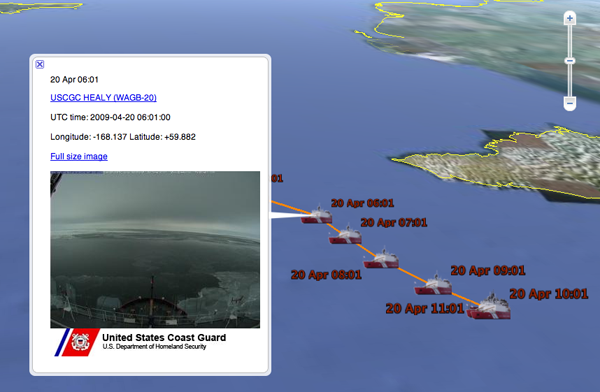 20 Apr 06:01
USCGC HEALY (WAGB-20)
UTC time: 2009-04-20 06:01:00
Longitude: -168.137 Latitude: +59.882
Full size image
United States Coast Guard
U.S. Department of Homeland Security
01
20 Apr 06:01
20 Apr 07:01
20 Apr 08:01
20 Apr 09:01
20 Apr 10:01
20 Apr 11:01